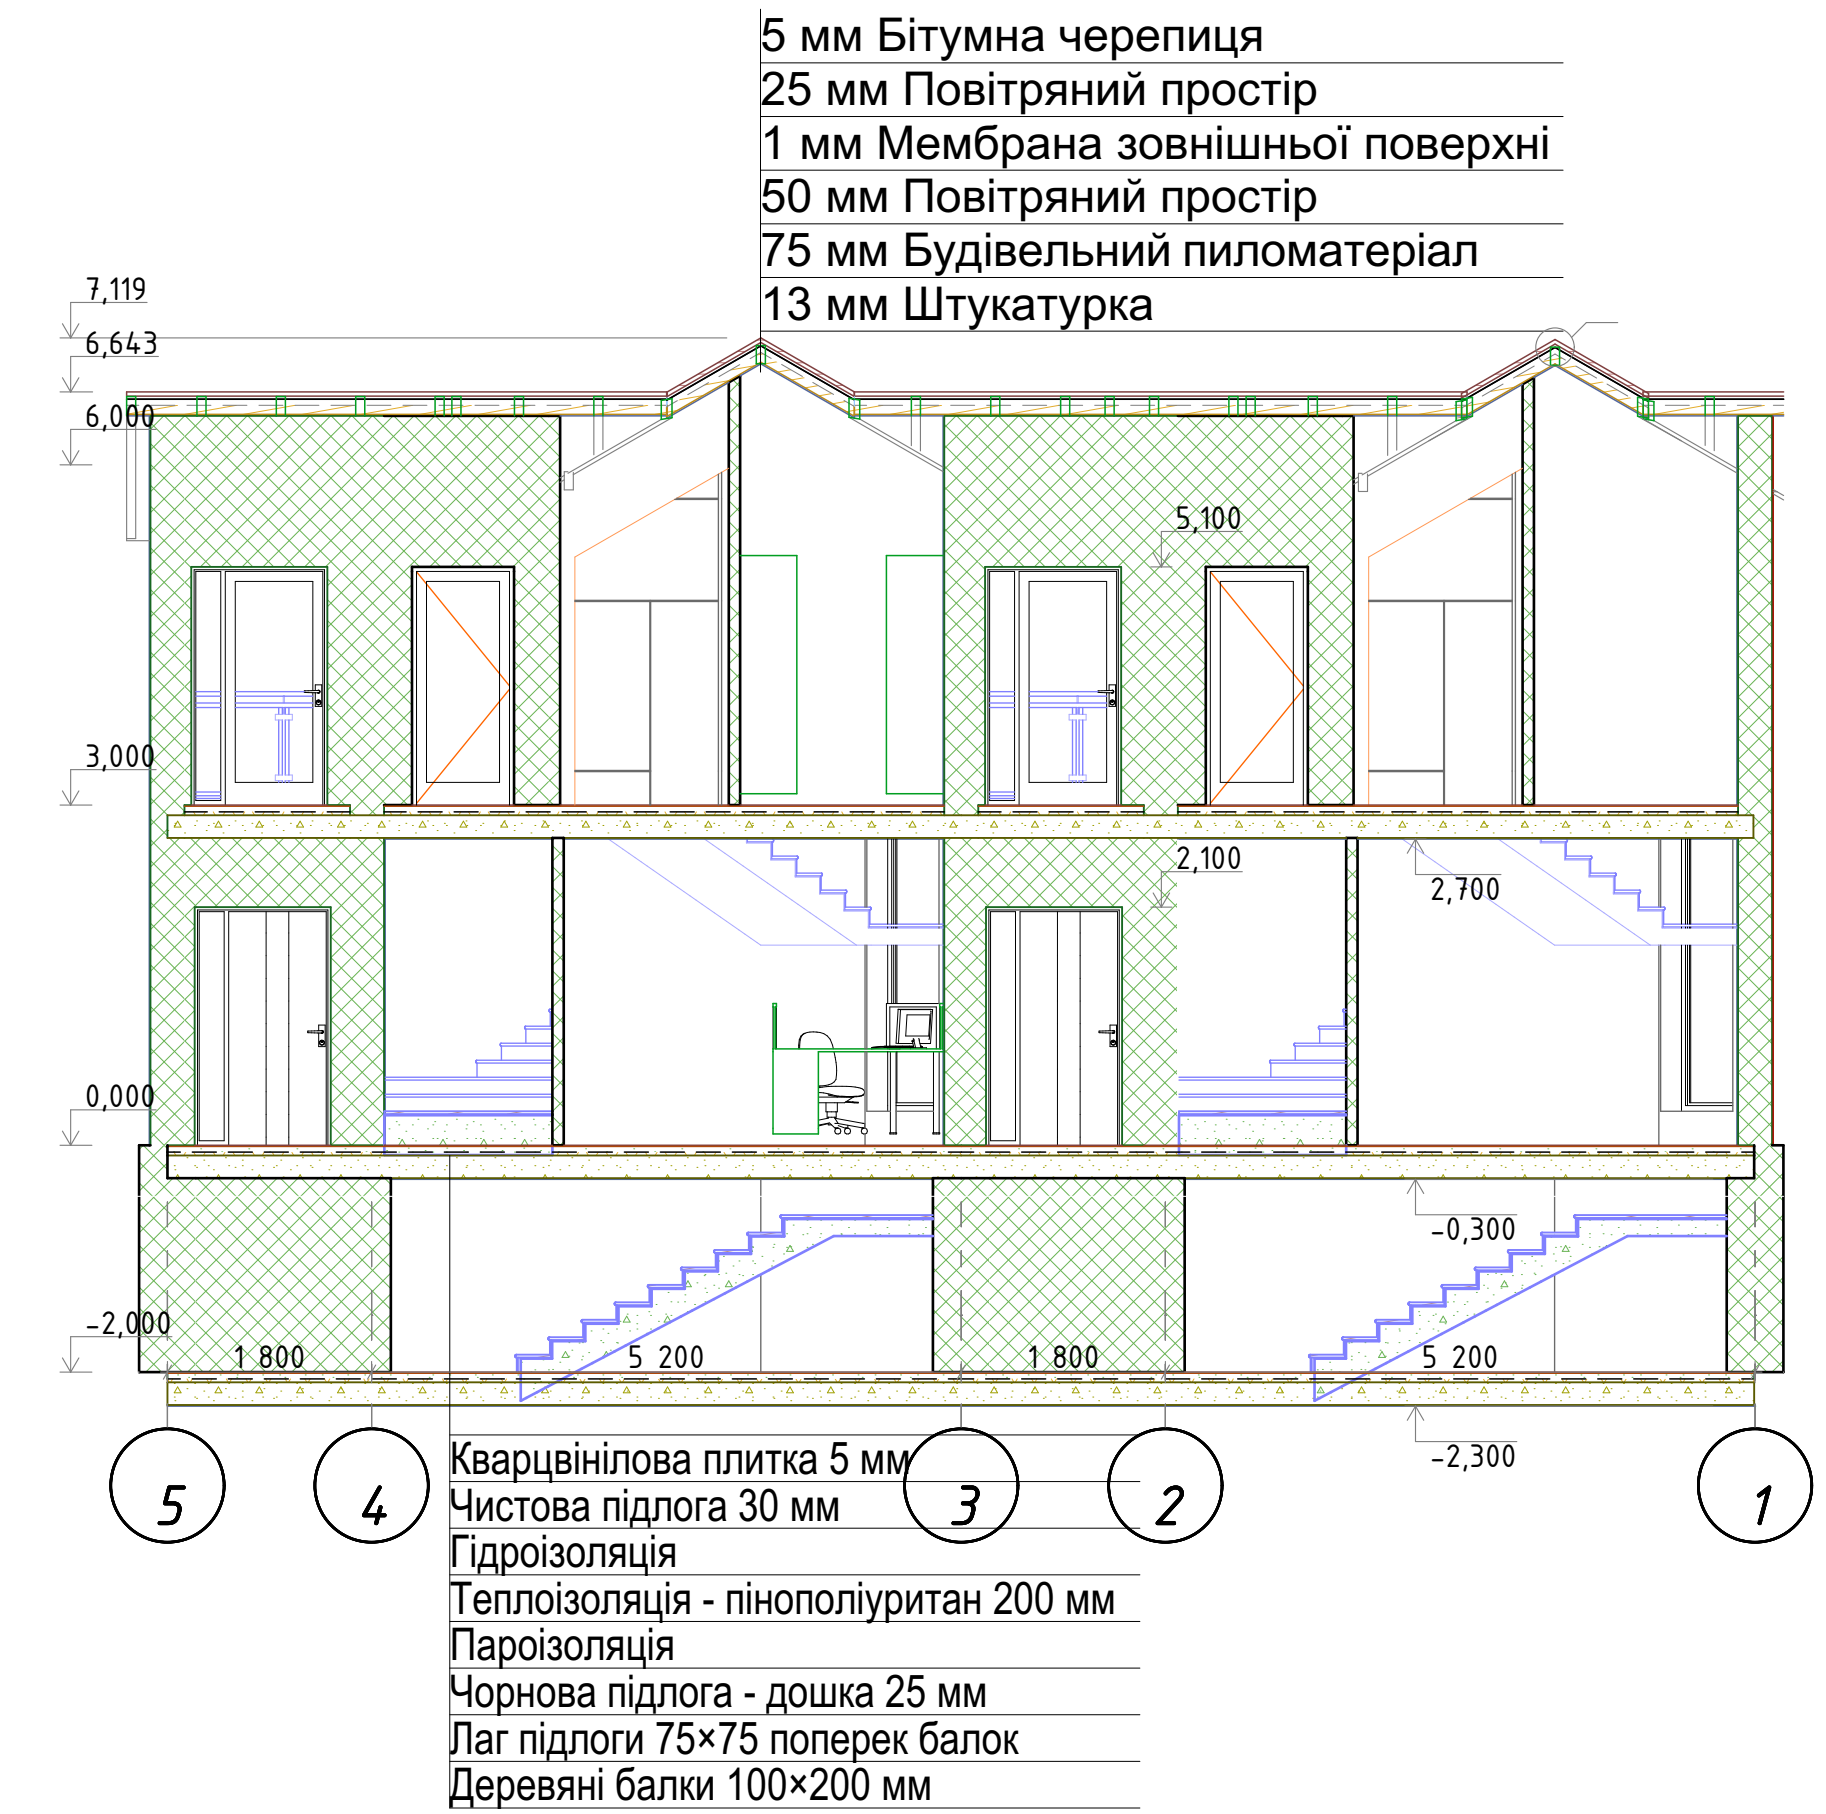 5 мм Бітумна черепиця
25 мм Повітряний простір
1 мм Мембрана зовнішньої поверхні
50 мм Повітряний простір
75 мм Будівельний пиломатеріал
13 мм Штукатурка
7,119
6,643
6,000
5,100
3,000
2,100
2,700
0,000
-0,300
-2,000
1 800
5 200
1 800
5 200
-2,300
5
4
3
2
1
Кварцвінілова плитка 5 мм
Чистова підлога 30 мм
Гідроізоляція
Теплоізоляція - пінополіуритан 200 мм
Пароізоляція
Чорнова підлога - дошка 25 мм
Лаг підлоги 75×75 поперек балок
Деревяні балки 100×200 мм